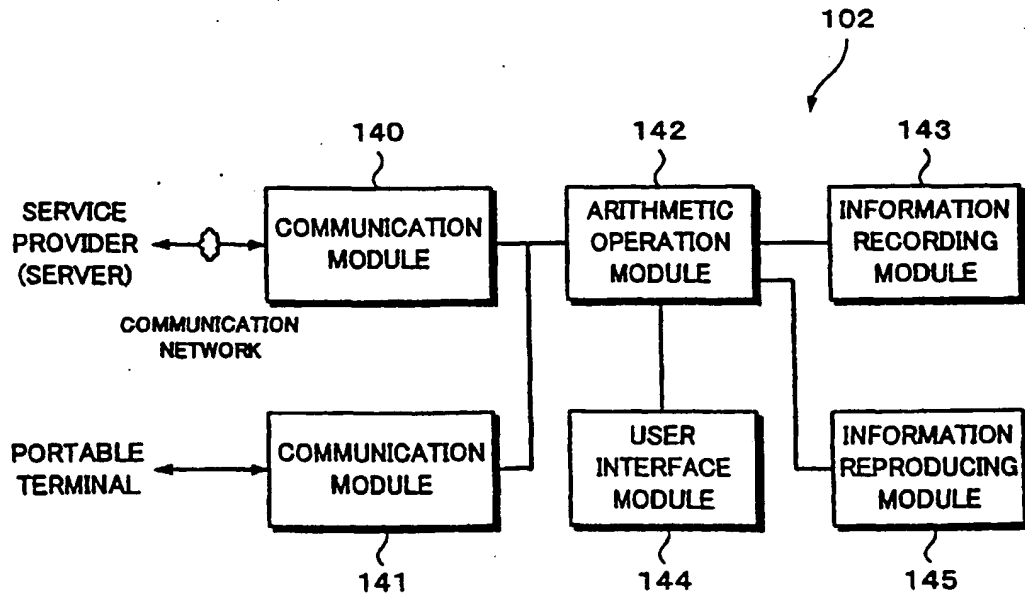 102
140
142
143
SERVICE
PROVIDER
(SERVER)
COMMUNICATION
MODULE
ARITHMETIC
OPERATION
MODULE
INFORMATION
RECORDING
MODULE
COMMUNICATION
NETWORK
PORTABLE
TERMINAL
COMMUNICATION
MODULE
USER
INTERFACE
MODULE
INFORMATION
REPRODUCING
MODULE
141
144
145